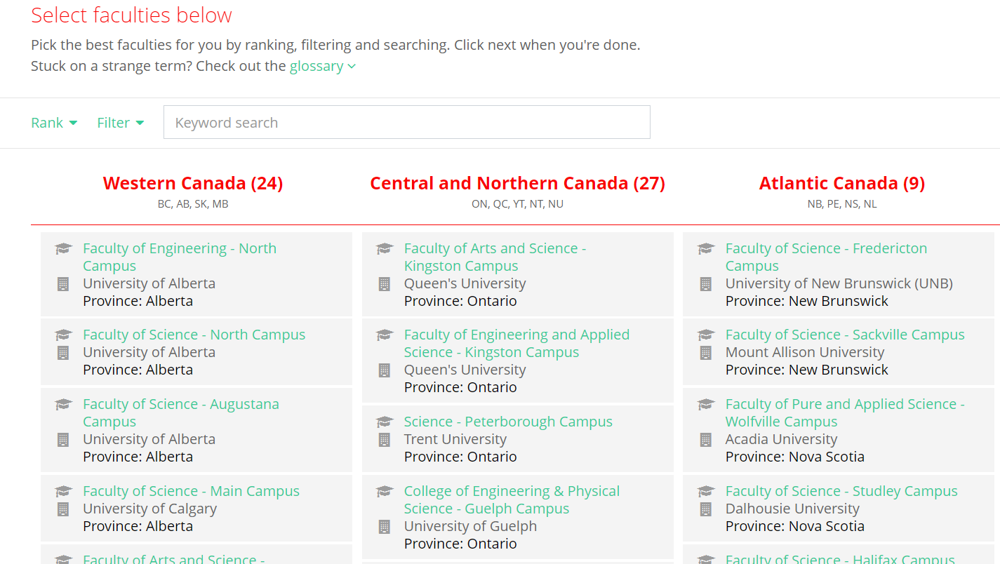 Select faculties below
Pick the best faculties for you by ranking, filtering and searching. Click next when you're done.
Stuck on a strange term? Check out the glossary
Rank
Filter
Keyword search
Western Canada (24)
BC, AB, SK, MB
Faculty of Engineering - North
Campus
University of Alberta
Province: Alberta
Faculty of Science - North Campus
University of Alberta
Province: Alberta
Faculty of Science - Augustana
Campus
University of Alberta
Province: Alberta
Faculty of Science - Main Campus
University of Calgary
Province: Alberta
Faculty of Arts and Science -
Central and Northern Canada (27)
ON, QC, YT, NT, NU
Faculty of Arts and Science -
Kingston Campus
Queen's University
Province: Ontario
Faculty of Engineering and Applied
Science - Kingston Campus
Queen's University
Province: Ontario
Science - Peterborough Campus
Trent University
Province: Ontario
College of Engineering & Physical
Science - Guelph Campus
University of Guelph
Province: Ontario
Atlantic Canada (9)
NB, PE, NS, NL
Faculty of Science - Fredericton
Campus
University of New Brunswick (UNB)
Province: New Brunswick
Faculty of Science - Sackville Campus
Mount Allison University
Province: New Brunswick
Faculty of Pure and Applied Science -
Wolfville Campus
Acadia University
Province: Nova Scotia
Faculty of Science - Studley Campus
Dalhousie University
Province: Nova Scotia
Faculty of Science - Halifax Campus